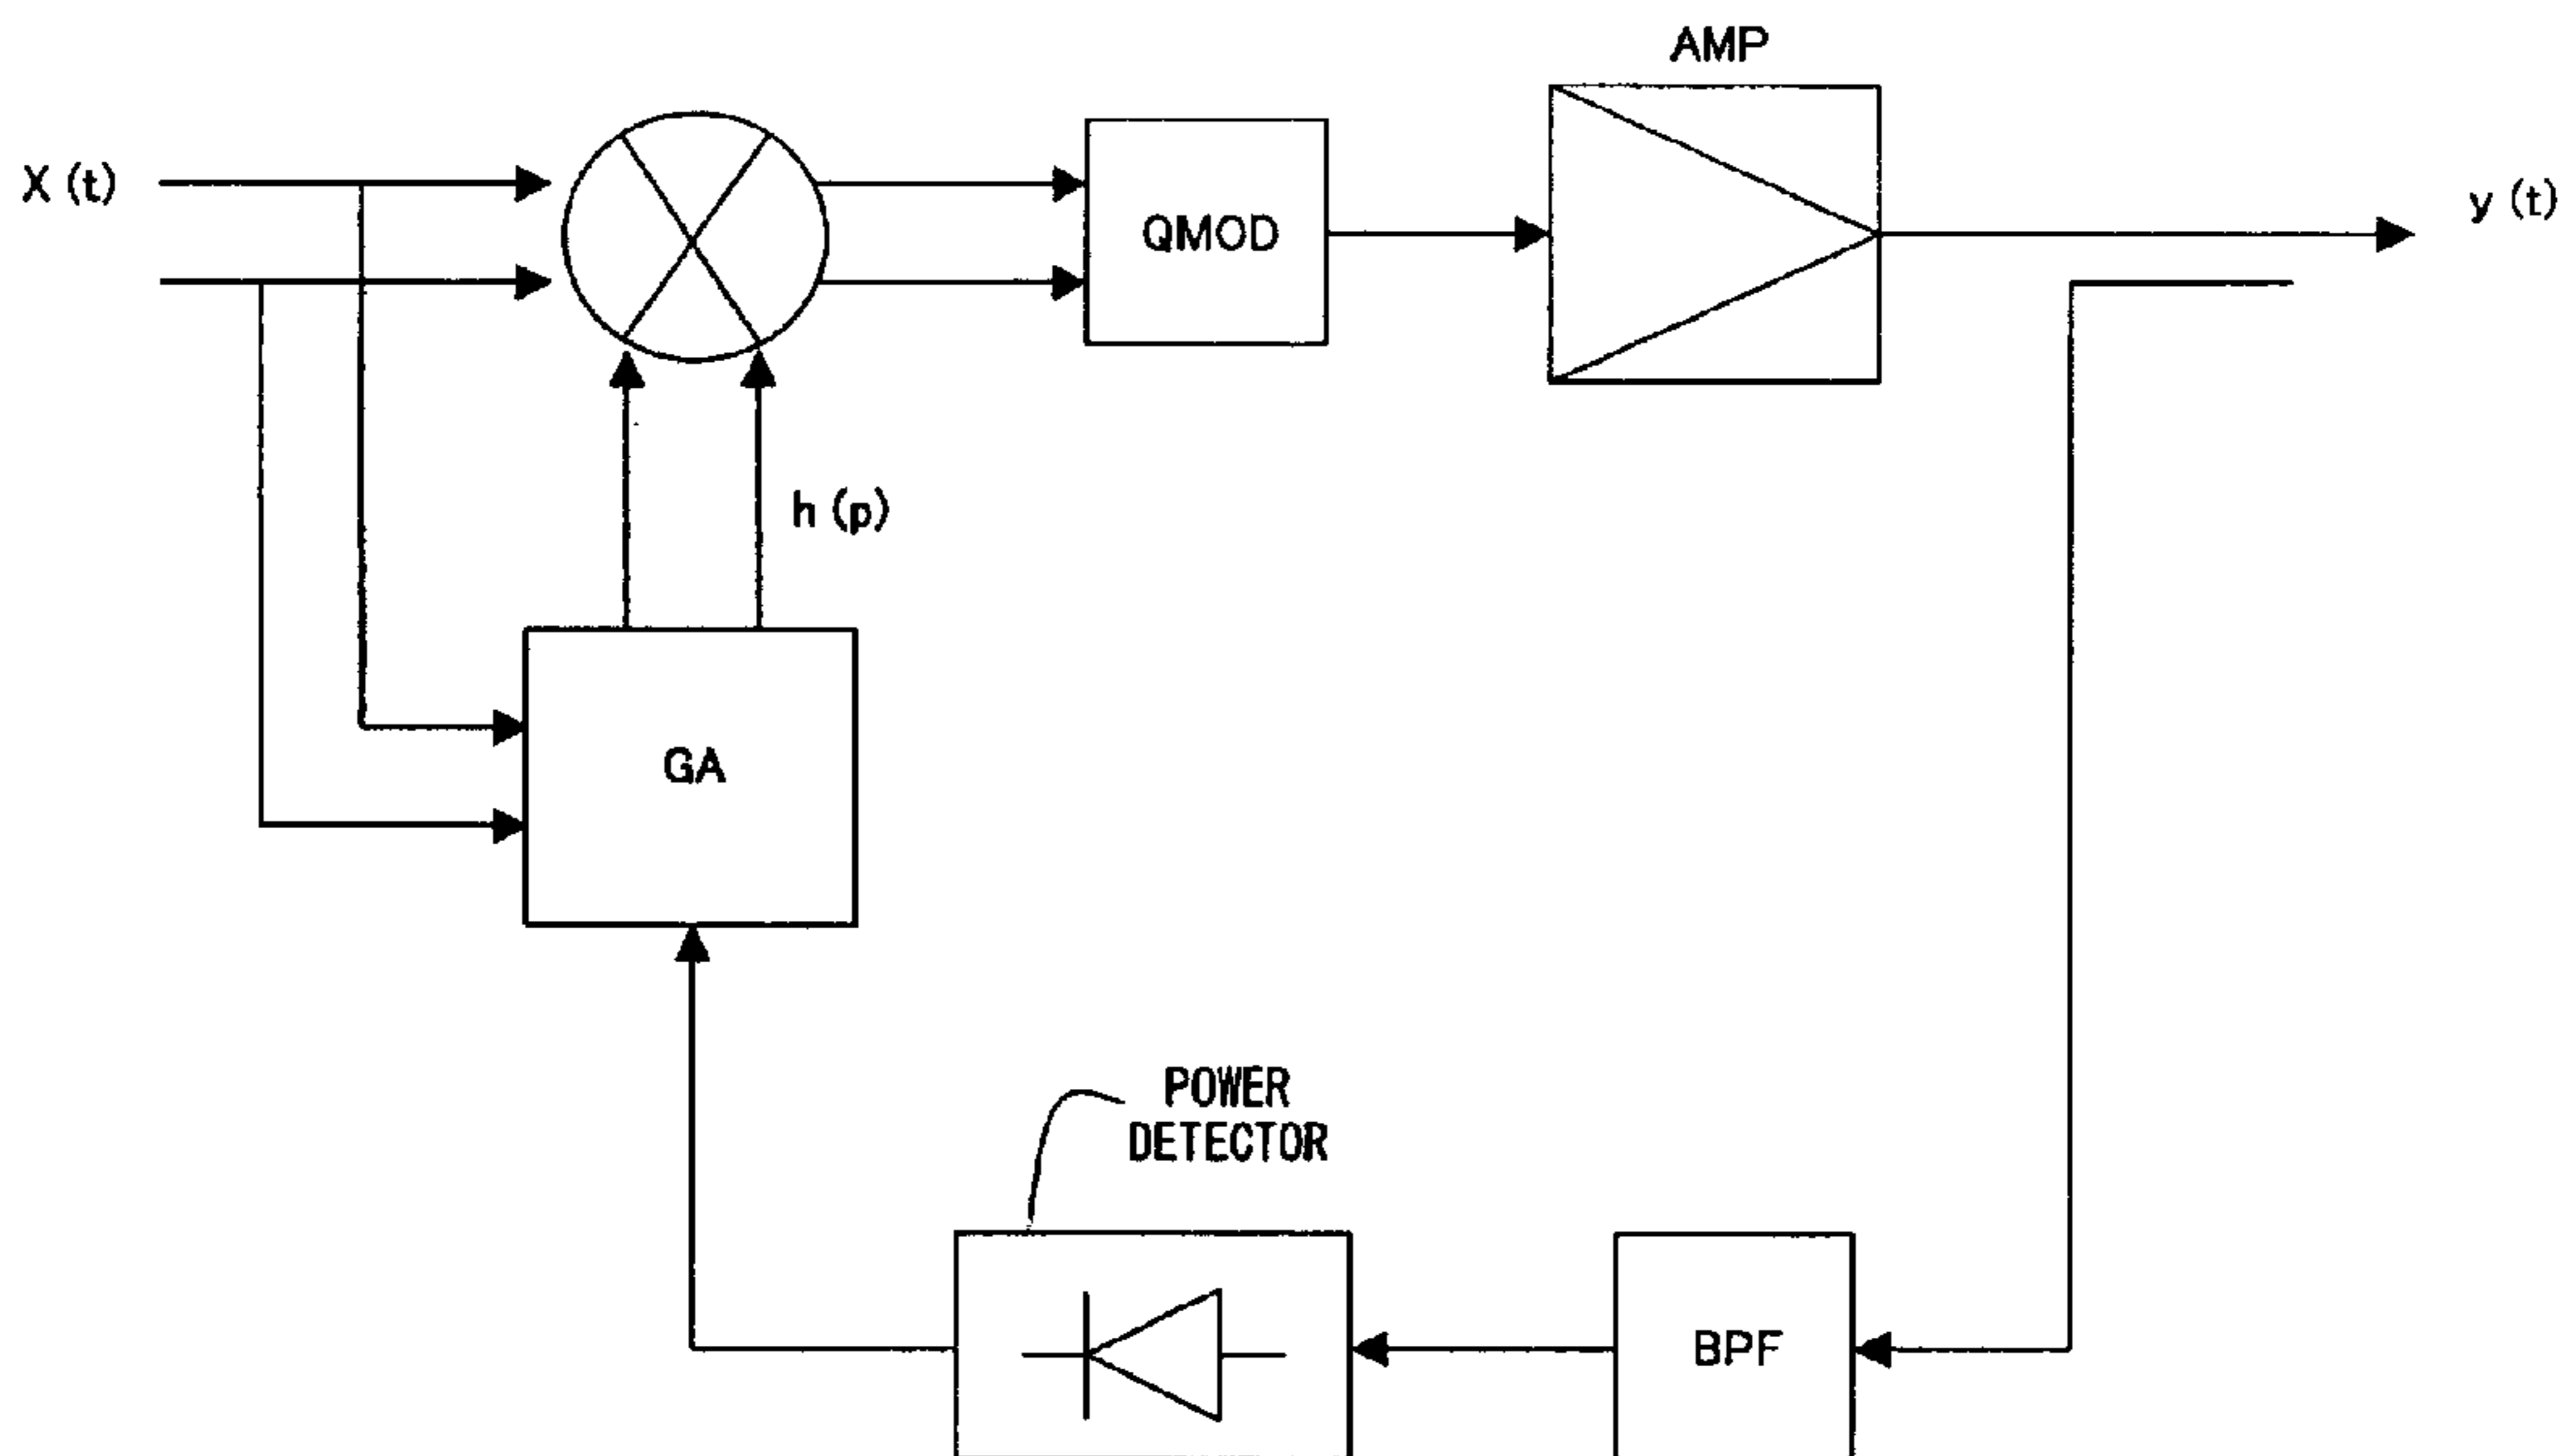 AMP
X (t)
QMOD
y (t)
h (p)
GA
POWER
DETECTOR
BPF